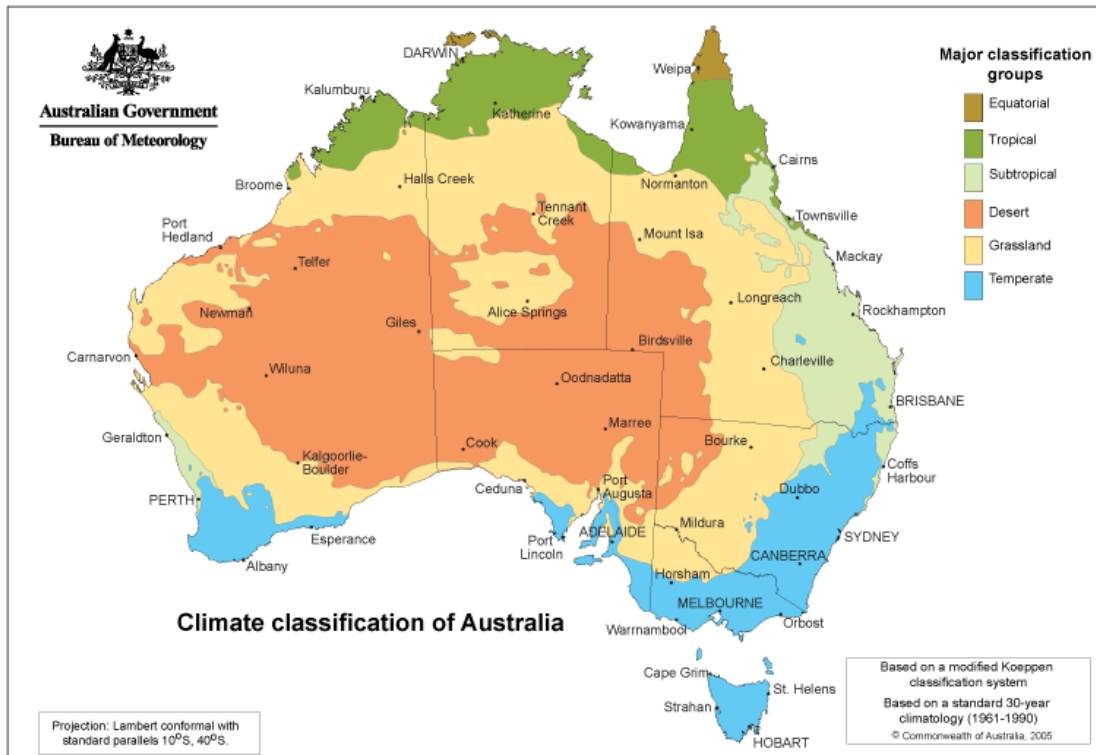 Australian Government
Bureau of Meteorology
Major classification
groups
Equatorial
Tropical
Subtropical
Desert
Grassland
Temperate
DARWIN
Weipa
Kalumburu
Katherine
Kowanyama
Cairns
Broome
Halls Creek
Normanton
Tennant
Creek
Townsville
Port
Hedland
Mount Isa
Mackay
Telfer
Newman
Alice Springs
Longreach
Rockhampton
Giles
Birdsville
Carnarvon
Wiluna
Oodnadatta
Charleville
BRISBANE
Geraldton
Marree
Bourke
Cook
Kalgoorlie-
Boulder
Coffs
Harbour
Ceduna
Port
Augusta
Dubbo
PERTH
Mildura
SYDNEY
Esperance
Port
Lincoln
ADELAIDE
CANBERRA
Albany
Horsham
MELBOURNE
Warrnambool
Orbost
Climate classification of Australia
Cape Grim
St. Helens
Strahan
HOBART
Based on a modified Koeppen
classification system
Based on a standard 30-year
climatology (1961-1990)
© Commonwealth of Australia, 2005
Projection: Lambert conformal with
standard parallels 10°S, 40°S.